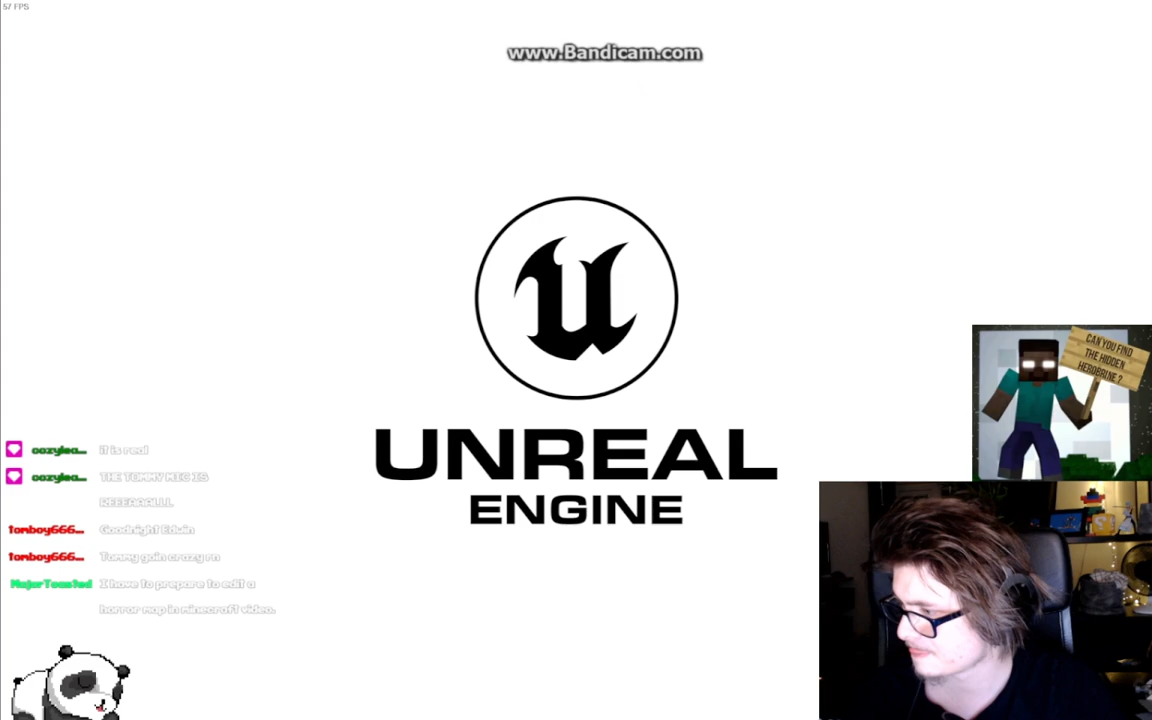 57 FPS
www.Bandicam.com
UNREAL
ENGINE
CAN YOU FIND
THE HIDDEN
HEROBRINE ?
cozylea... it is real
cozylea... THE TOMMY MIC IS
REEEAAALLL
tomboy666... Goodnight Edwin
tomboy666... Tommy goin crazy rn
MajorToasted I have to prepare to edit a
horror map in minecraft video.